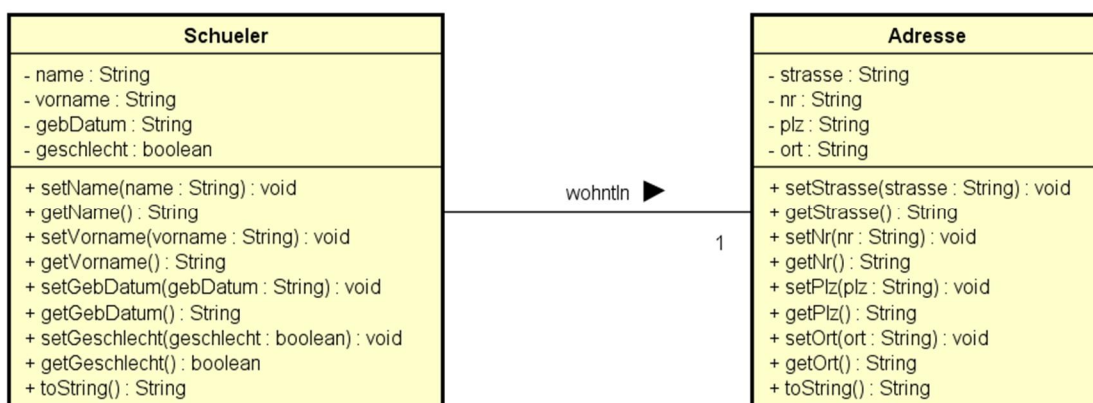 Schueler
- name : String
- vorname : String
- gebDatum : String
- geschlecht : boolean
+ setName(name : String) : void
+ getName() : String
+ setVorname(vorname : String) : void
+ getVorname() : String
+ setGebDatum(gebDatum : String) : void
+ getGebDatum() : String
+ setGeschlecht(geschlecht : boolean) : void
+ getGeschlecht() : boolean
+ toString() : String
wohntIn
1
Adresse
- strasse : String
- nr : String
- plz : String
- ort : String
+ setStrasse(strasse : String) : void
+ getStrasse() : String
+ setNr(nr : String) : void
+ getNr() : String
+ setPlz(plz : String) : void
+ getPlz() : String
+ setOrt(ort : String) : void
+ getOrt() : String
+ toString() : String